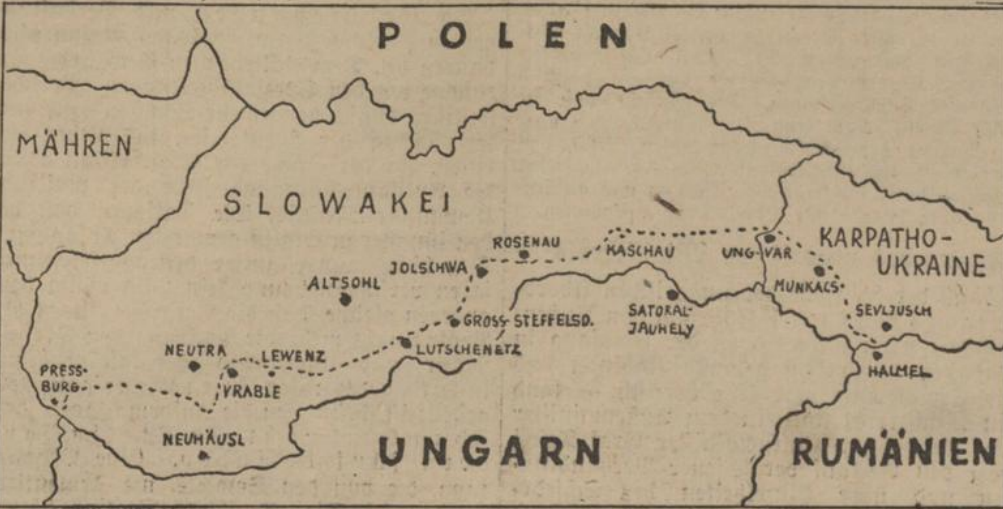 POLEN
MÄHREN
SLOWAKEI
KARPATHO-
UKRAINE
ROSENAU
KASCHAU
UNG-VÁR
JOLSCHWA
MUNKACS
ALTSOHL
SATORAL-
JAUHELY
SEVLJUSCH
GROSS-STEFFELSD.
LUTSCHENETZ
HALMEL
NEUTRA
LEWENZ
PRESS-
BURG
VRABLE
NEUHÄUSL
UNGARN
RUMÄNIEN